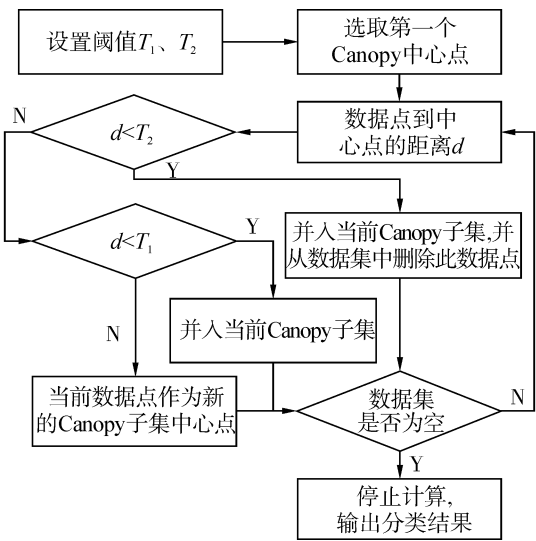 设置阈值T₁、T₂
选取第一个
Canopy中心点
数据点到中
心点的距离d
d<T₂
N
Y
d<T₁
Y
N
并入当前Canopy子集,并
从数据集中删除此数据点
并入当前Canopy子集
当前数据点作为新
的Canopy子集中心点
数据集
是否为空
N
Y
停止计算,
输出分类结果